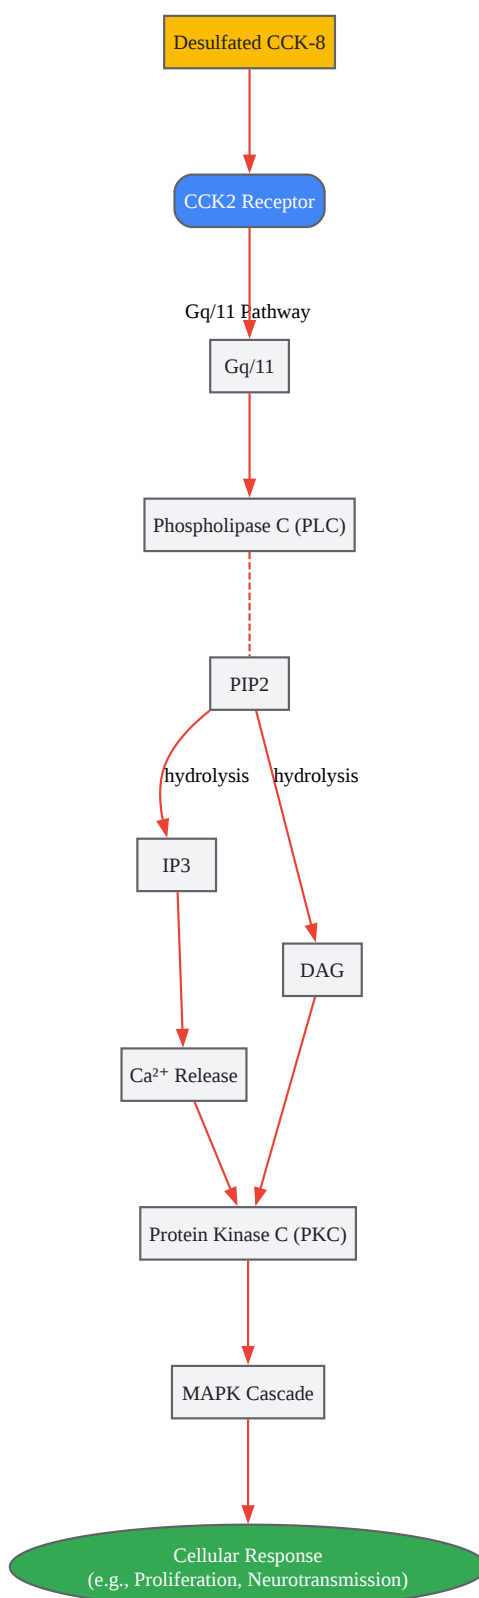 Desulfated CCK-8
CCK2 Receptor
Gq/11 Pathway
Gq/11
Phospholipase C (PLC)
PIP2
hydrolysis
hydrolysis
IP3
DAG
Ca²⁺ Release
Protein Kinase C (PKC)
MAPK Cascade
Cellular Response
(e.g., Proliferation, Neurotransmission)